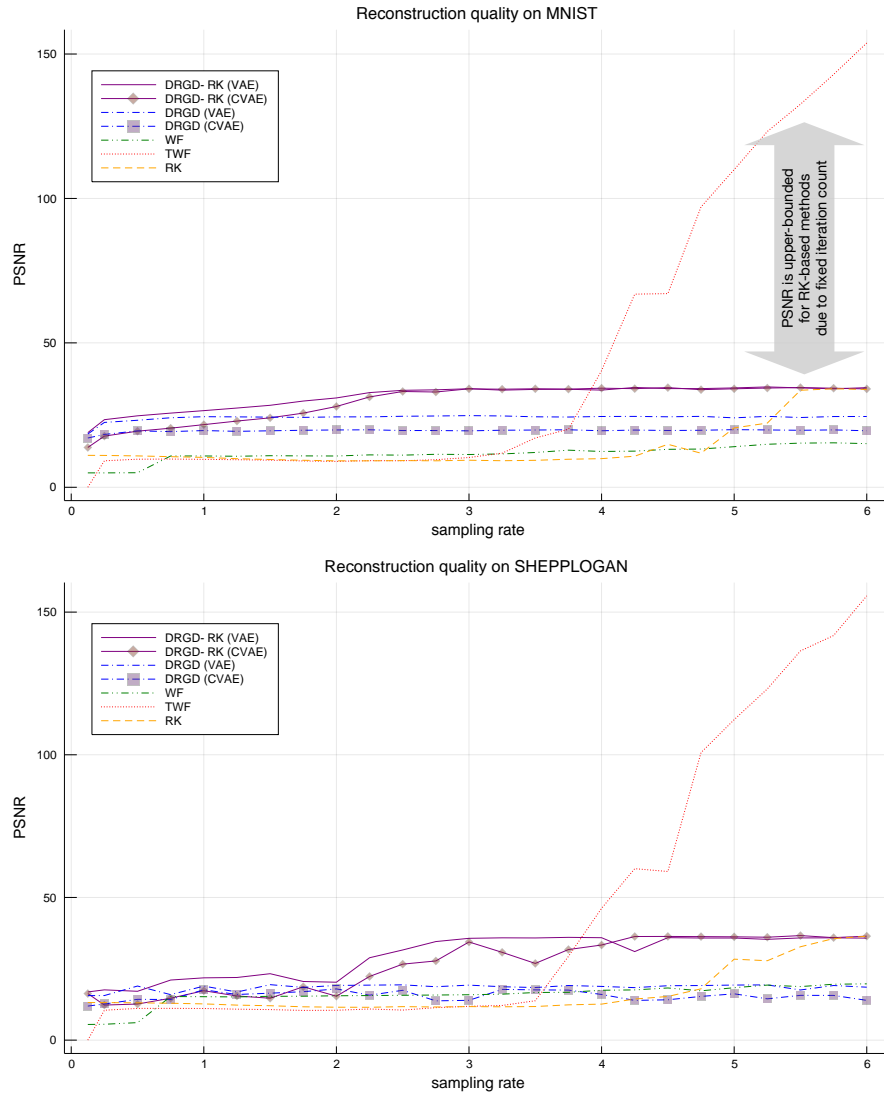 Reconstruction quality on MNIST
150
100
50
0
PSNR
DRGD- RK (VAE)
DRGD- RK (CVAE)
DRGD (VAE)
DRGD (CVAE)
WF
TWF
RK
PSNR is upper-bounded
for RK-based methods
due to fixed iteration count
0 1 2 3 4 5 6
sampling rate
Reconstruction quality on SHEPPLOGAN
150
100
50
0
PSNR
DRGD- RK (VAE)
DRGD- RK (CVAE)
DRGD (VAE)
DRGD (CVAE)
WF
TWF
RK
0 1 2 3 4 5 6
sampling rate